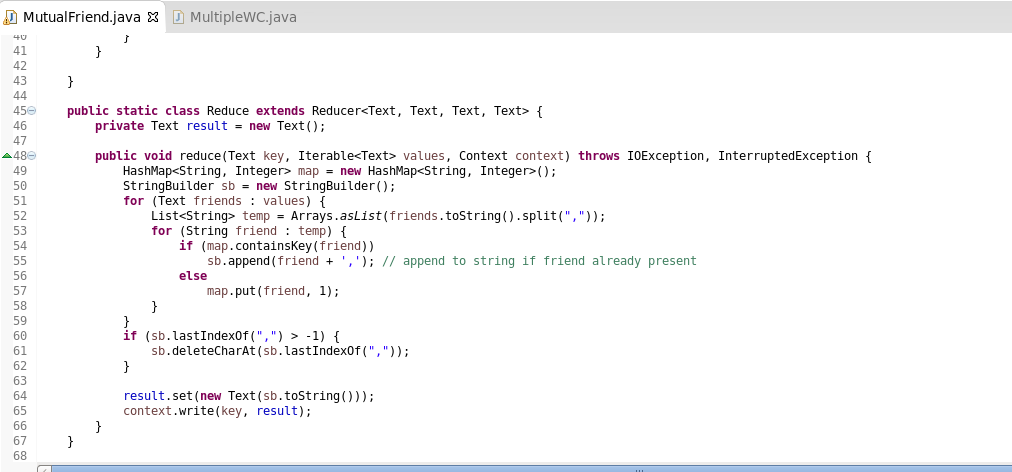 MutualFriend.java MultipleWC.java
40 }
41 }
42
43 }
44
45 public static class Reduce extends Reducer<Text, Text, Text, Text> {
46 private Text result = new Text();
47
48 public void reduce(Text key, Iterable<Text> values, Context context) throws IOException, InterruptedException {
49 HashMap<String, Integer> map = new HashMap<String, Integer>();
50 StringBuilder sb = new StringBuilder();
51 for (Text friends : values) {
52 List<String> temp = Arrays.asList(friends.toString().split(","));
53 for (String friend : temp) {
54 if (map.containsKey(friend))
55 sb.append(friend + ','); // append to string if friend already present
56 else
57 map.put(friend, 1);
58 }
59 }
60 if (sb.lastIndexOf(",") > -1) {
61 sb.deleteCharAt(sb.lastIndexOf(","));
62 }
63
64 result.set(new Text(sb.toString()));
65 context.write(key, result);
66 }
67 }
68